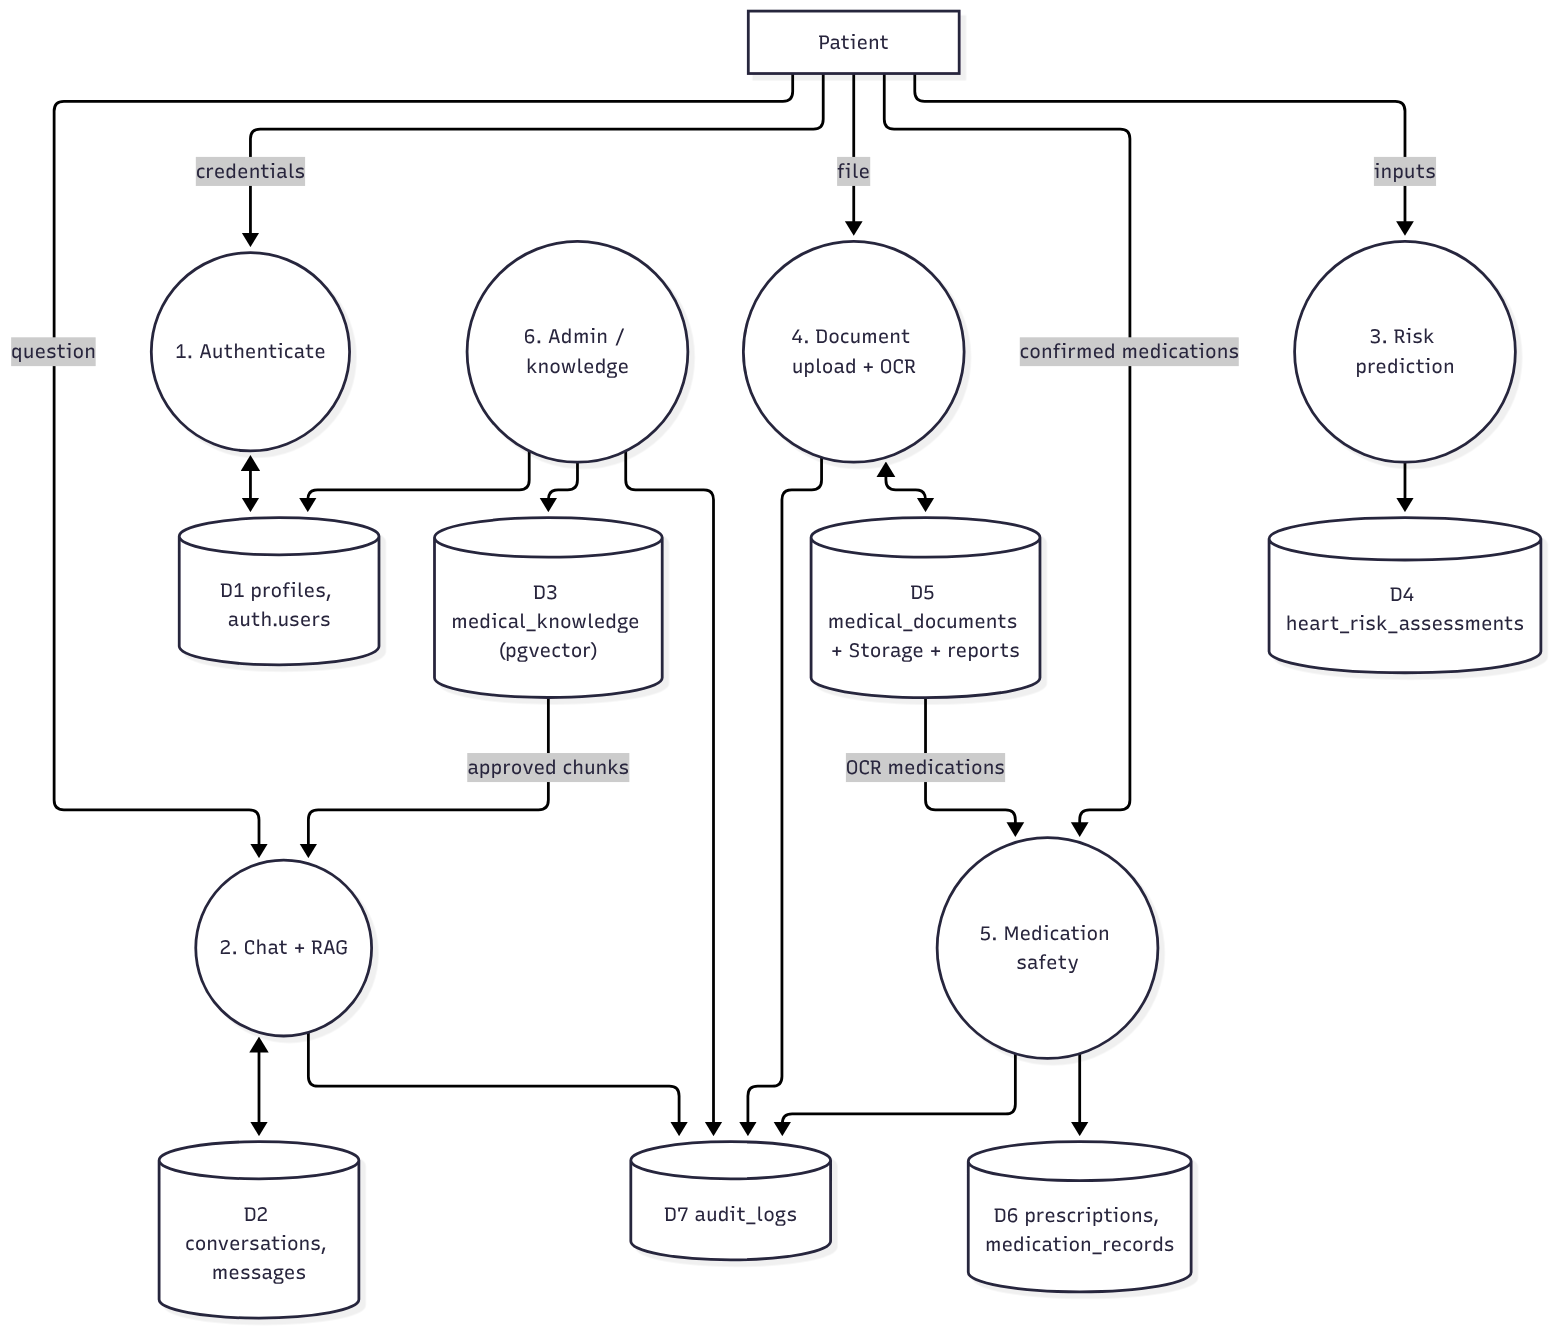 Patient
credentials
file
inputs
question
1. Authenticate
6. Admin /
knowledge
4. Document
upload + OCR
confirmed medications
3. Risk
prediction
D1 profiles,
auth.users
D3
medical_knowledge
(pgvector)
D5
medical_documents
+ Storage + reports
D4
heart_risk_assessments
approved chunks
OCR medications
2. Chat + RAG
5. Medication
safety
D2
conversations,
messages
D7 audit_logs
D6 prescriptions,
medication_records